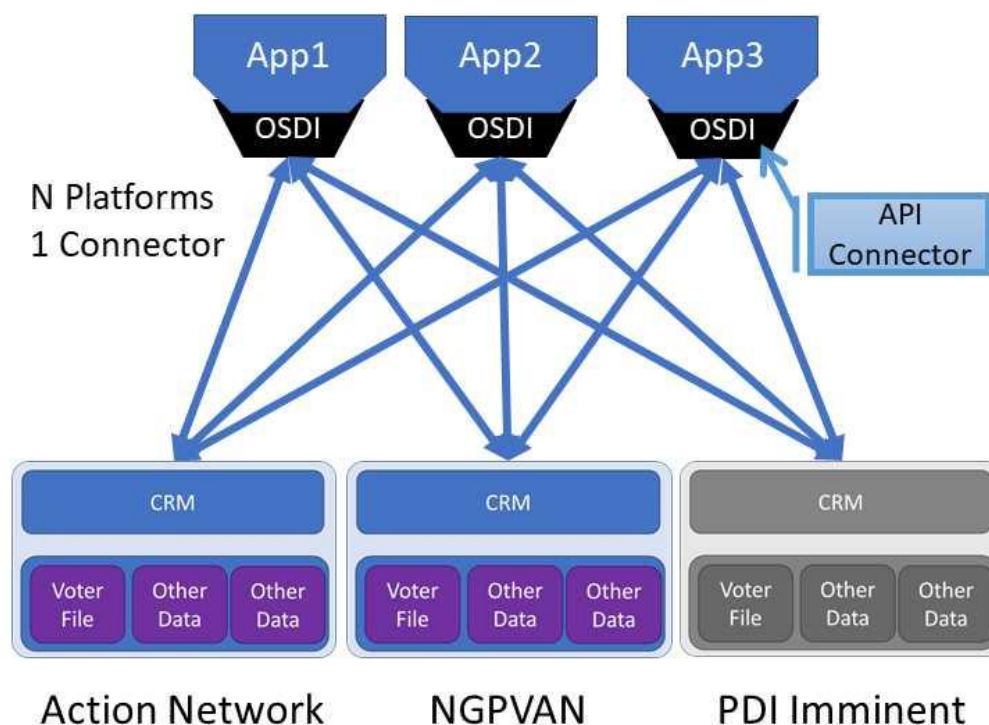 App1
App2
App3
OSDI
OSDI
OSDI
N Platforms
1 Connector
API
Connector
CRM
CRM
CRM
Voter
File
Other
Data
Other
Data
Voter
File
Other
Data
Other
Data
Voter
File
Other
Data
Other
Data
Action Network
NGPVAN
PDI Imminent